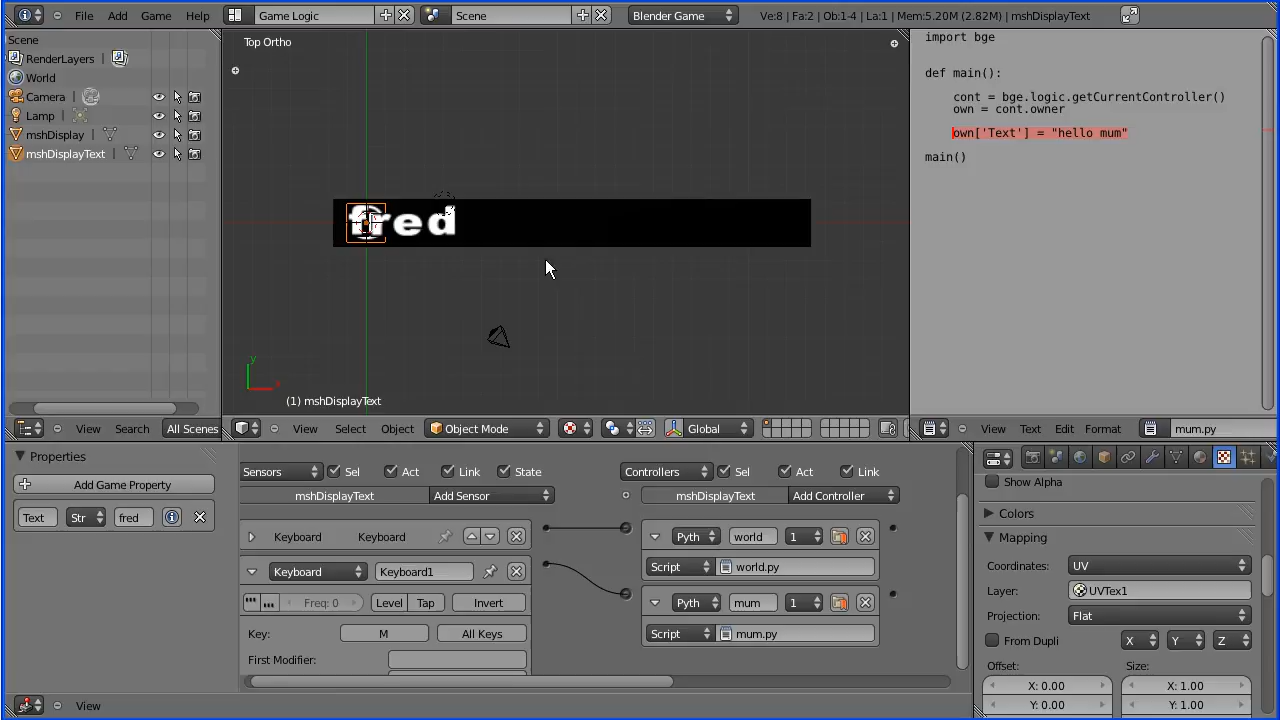 File Add Game Help Game Logic Scene Blender Game Ve:8 | Fa:2 | Ob:1-4 | La:1 | Mem:5.20M (2.82M) | mshDisplayText
Scene
RenderLayers
World
Camera
Lamp
mshDisplay
mshDisplayText
View Search All Scenes
Top Ortho
fred
y
x
(1) mshDisplayText
View Select Object Object Mode Global
import bge
def main():
cont = bge.logic.getCurrentController()
own = cont.owner
own['Text'] = "hello mum"
main()
View Text Edit Format mum.py
Properties
Add Game Property
Text Str fred
View
Sensors Sel Act Link State
mshDisplayText Add Sensor
Keyboard Keyboard
Keyboard Keyboard1
Freq: 0 Level Tap Invert
Key: M All Keys
First Modifier:
Controllers Sel Act Link
mshDisplayText Add Controller
Pyth world 1
Script world.py
Pyth mum 1
Script mum.py
Show Alpha
Colors
Mapping
Coordinates: UV
Layer: UVTex1
Projection: Flat
From Dupli X Y Z
Offset: Size:
X: 0.00 X: 1.00
Y: 0.00 Y: 1.00